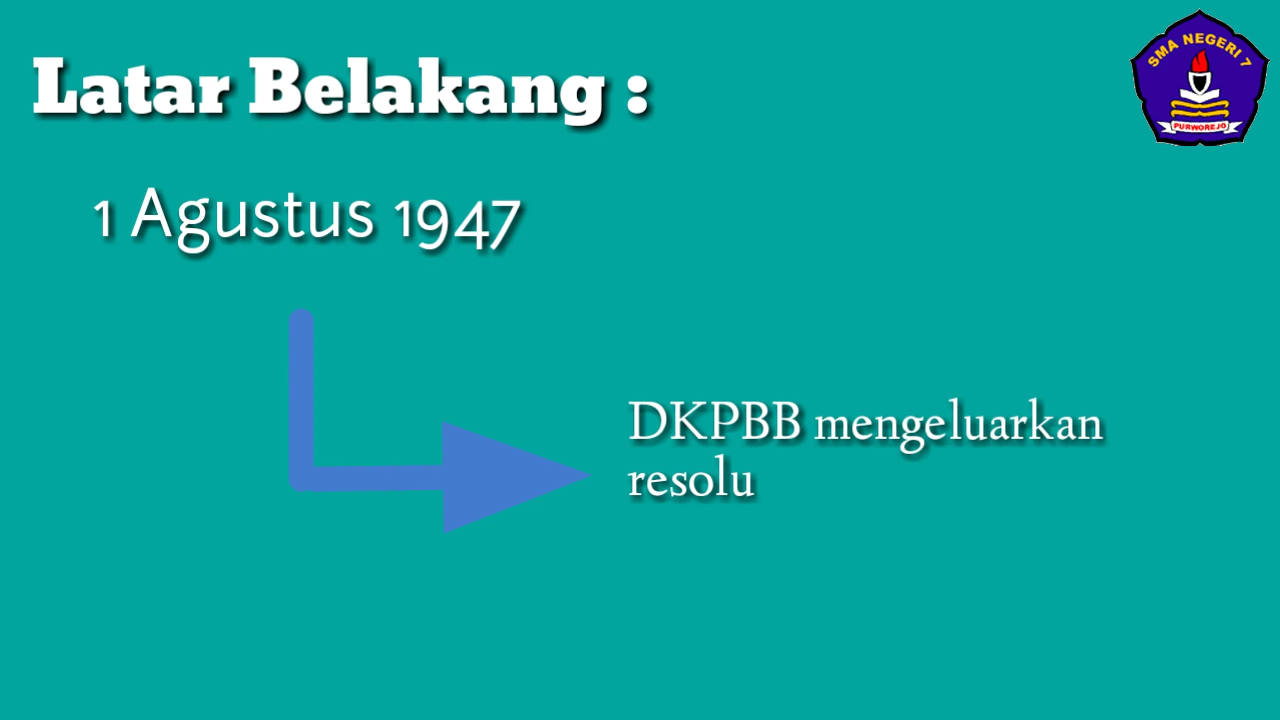 Latar Belakang :
SMA NEGERI 7
PURWOREJO
1 Agustus 1947
DKPBB mengeluarkan
resolu